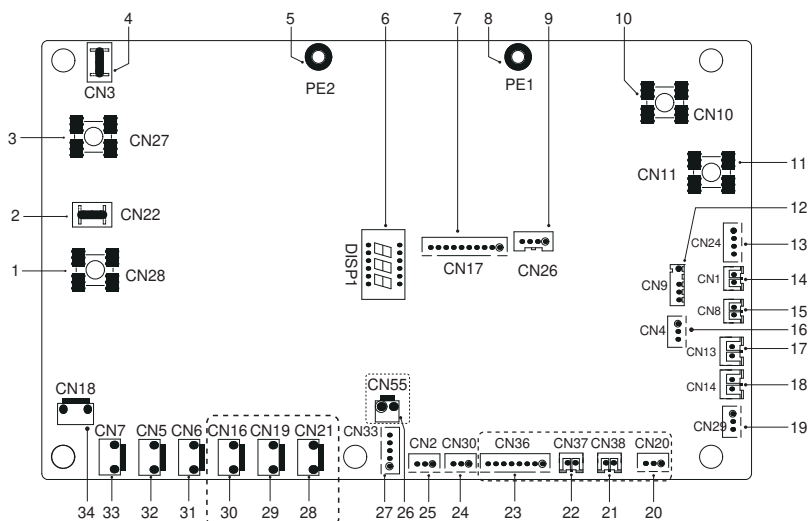 4 5 6 7 8 9 10
CN3 PE2 PE1
CN10
3 CN27
CN11 11
12
2 CN22
CN24 13
DISP1 CN17 CN26
1 CN28
CN9 CN1 14
CN8 15
CN4 16
CN13 17
CN14 18
CN18 CN55
CN29 19
CN7 CN5 CN6 CN16 CN19 CN21 CN33 CN2 CN30 CN36 CN37 CN38 CN20
34 33 32 31 30 29 28 27 26 25 24 23 22 21 20